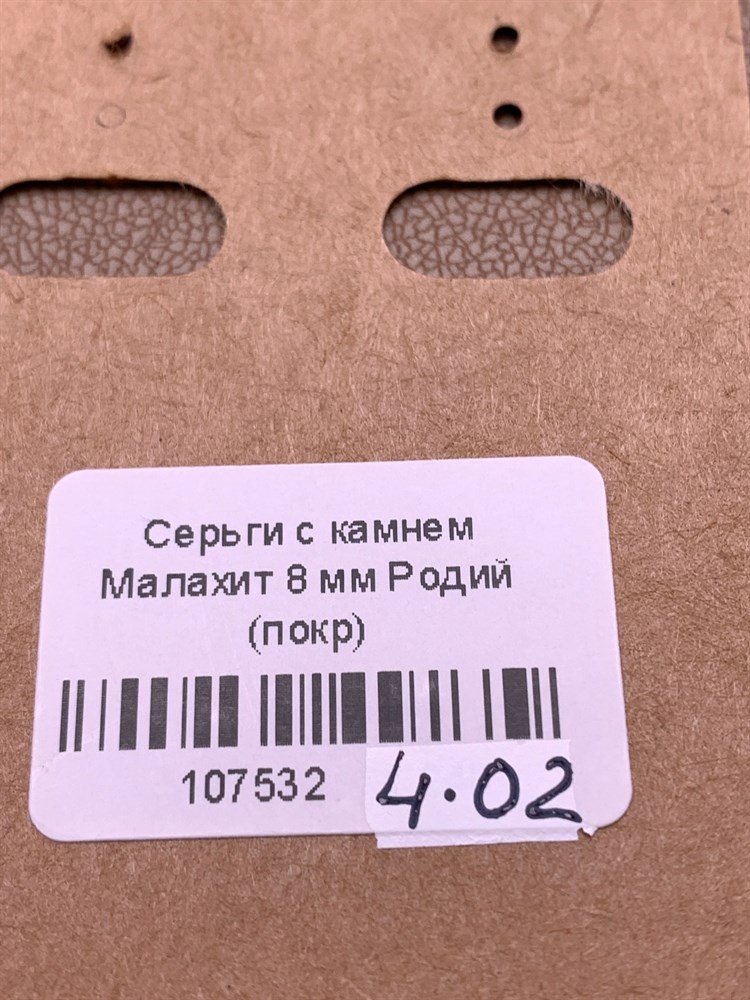 Серьги с камнем
Малахит 8 мм Родий
(покр)
107532
4.02